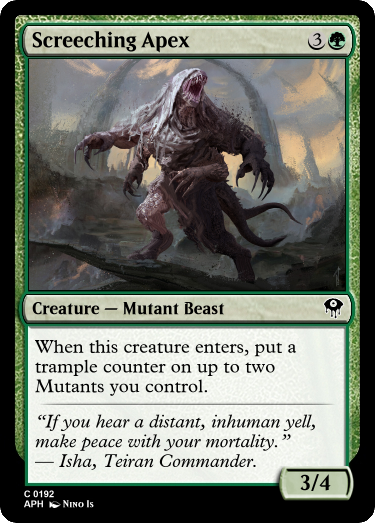 Screeching Apex 3
Creature — Mutant Beast
When this creature enters, put a
trample counter on up to two
Mutants you control.
“If you hear a distant, inhuman yell,
make peace with your mortality.”
— Isha, Teiran Commander.
3/4
C 0192
APH Nino Is